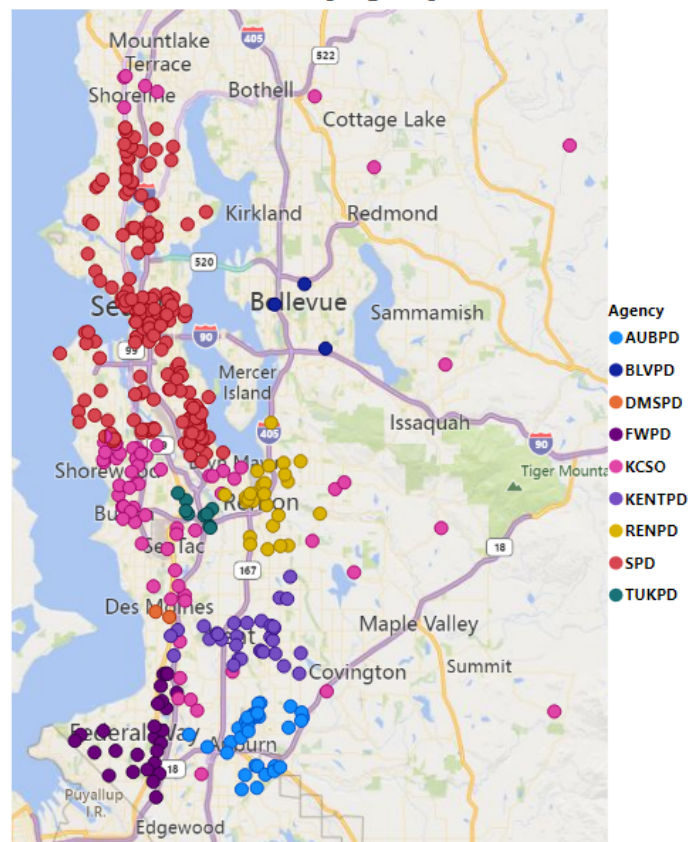 Mountlake
Terrace
405
522
Shoreline
Bothell
Cottage Lake
Kirkland
Redmond
520
Bellevue
Sammamish
Agency
AUBPD
90
99
BLVPD
Mercer
Island
DMSPD
Issaquah
FWPD
405
90
KCSO
Tiger Mounta
KENTPD
RENPD
18
SPD
167
TUKPD
Des Moines
Maple Valley
Summit
Covington
Federal Way
Auburn
18
Puyallup
I.R.
Edgewood